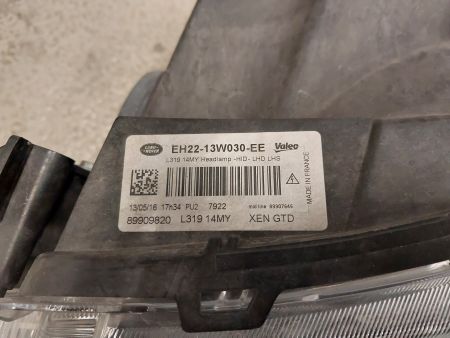 LAND ROVER
EH22-13W030-EE Valeo
L319 14MY Headlamp -HID- LHD LHS
MADE IN FRANCE
13/05/16 17h34 PU2 7922
89909820 L319 14MY XEN GTD